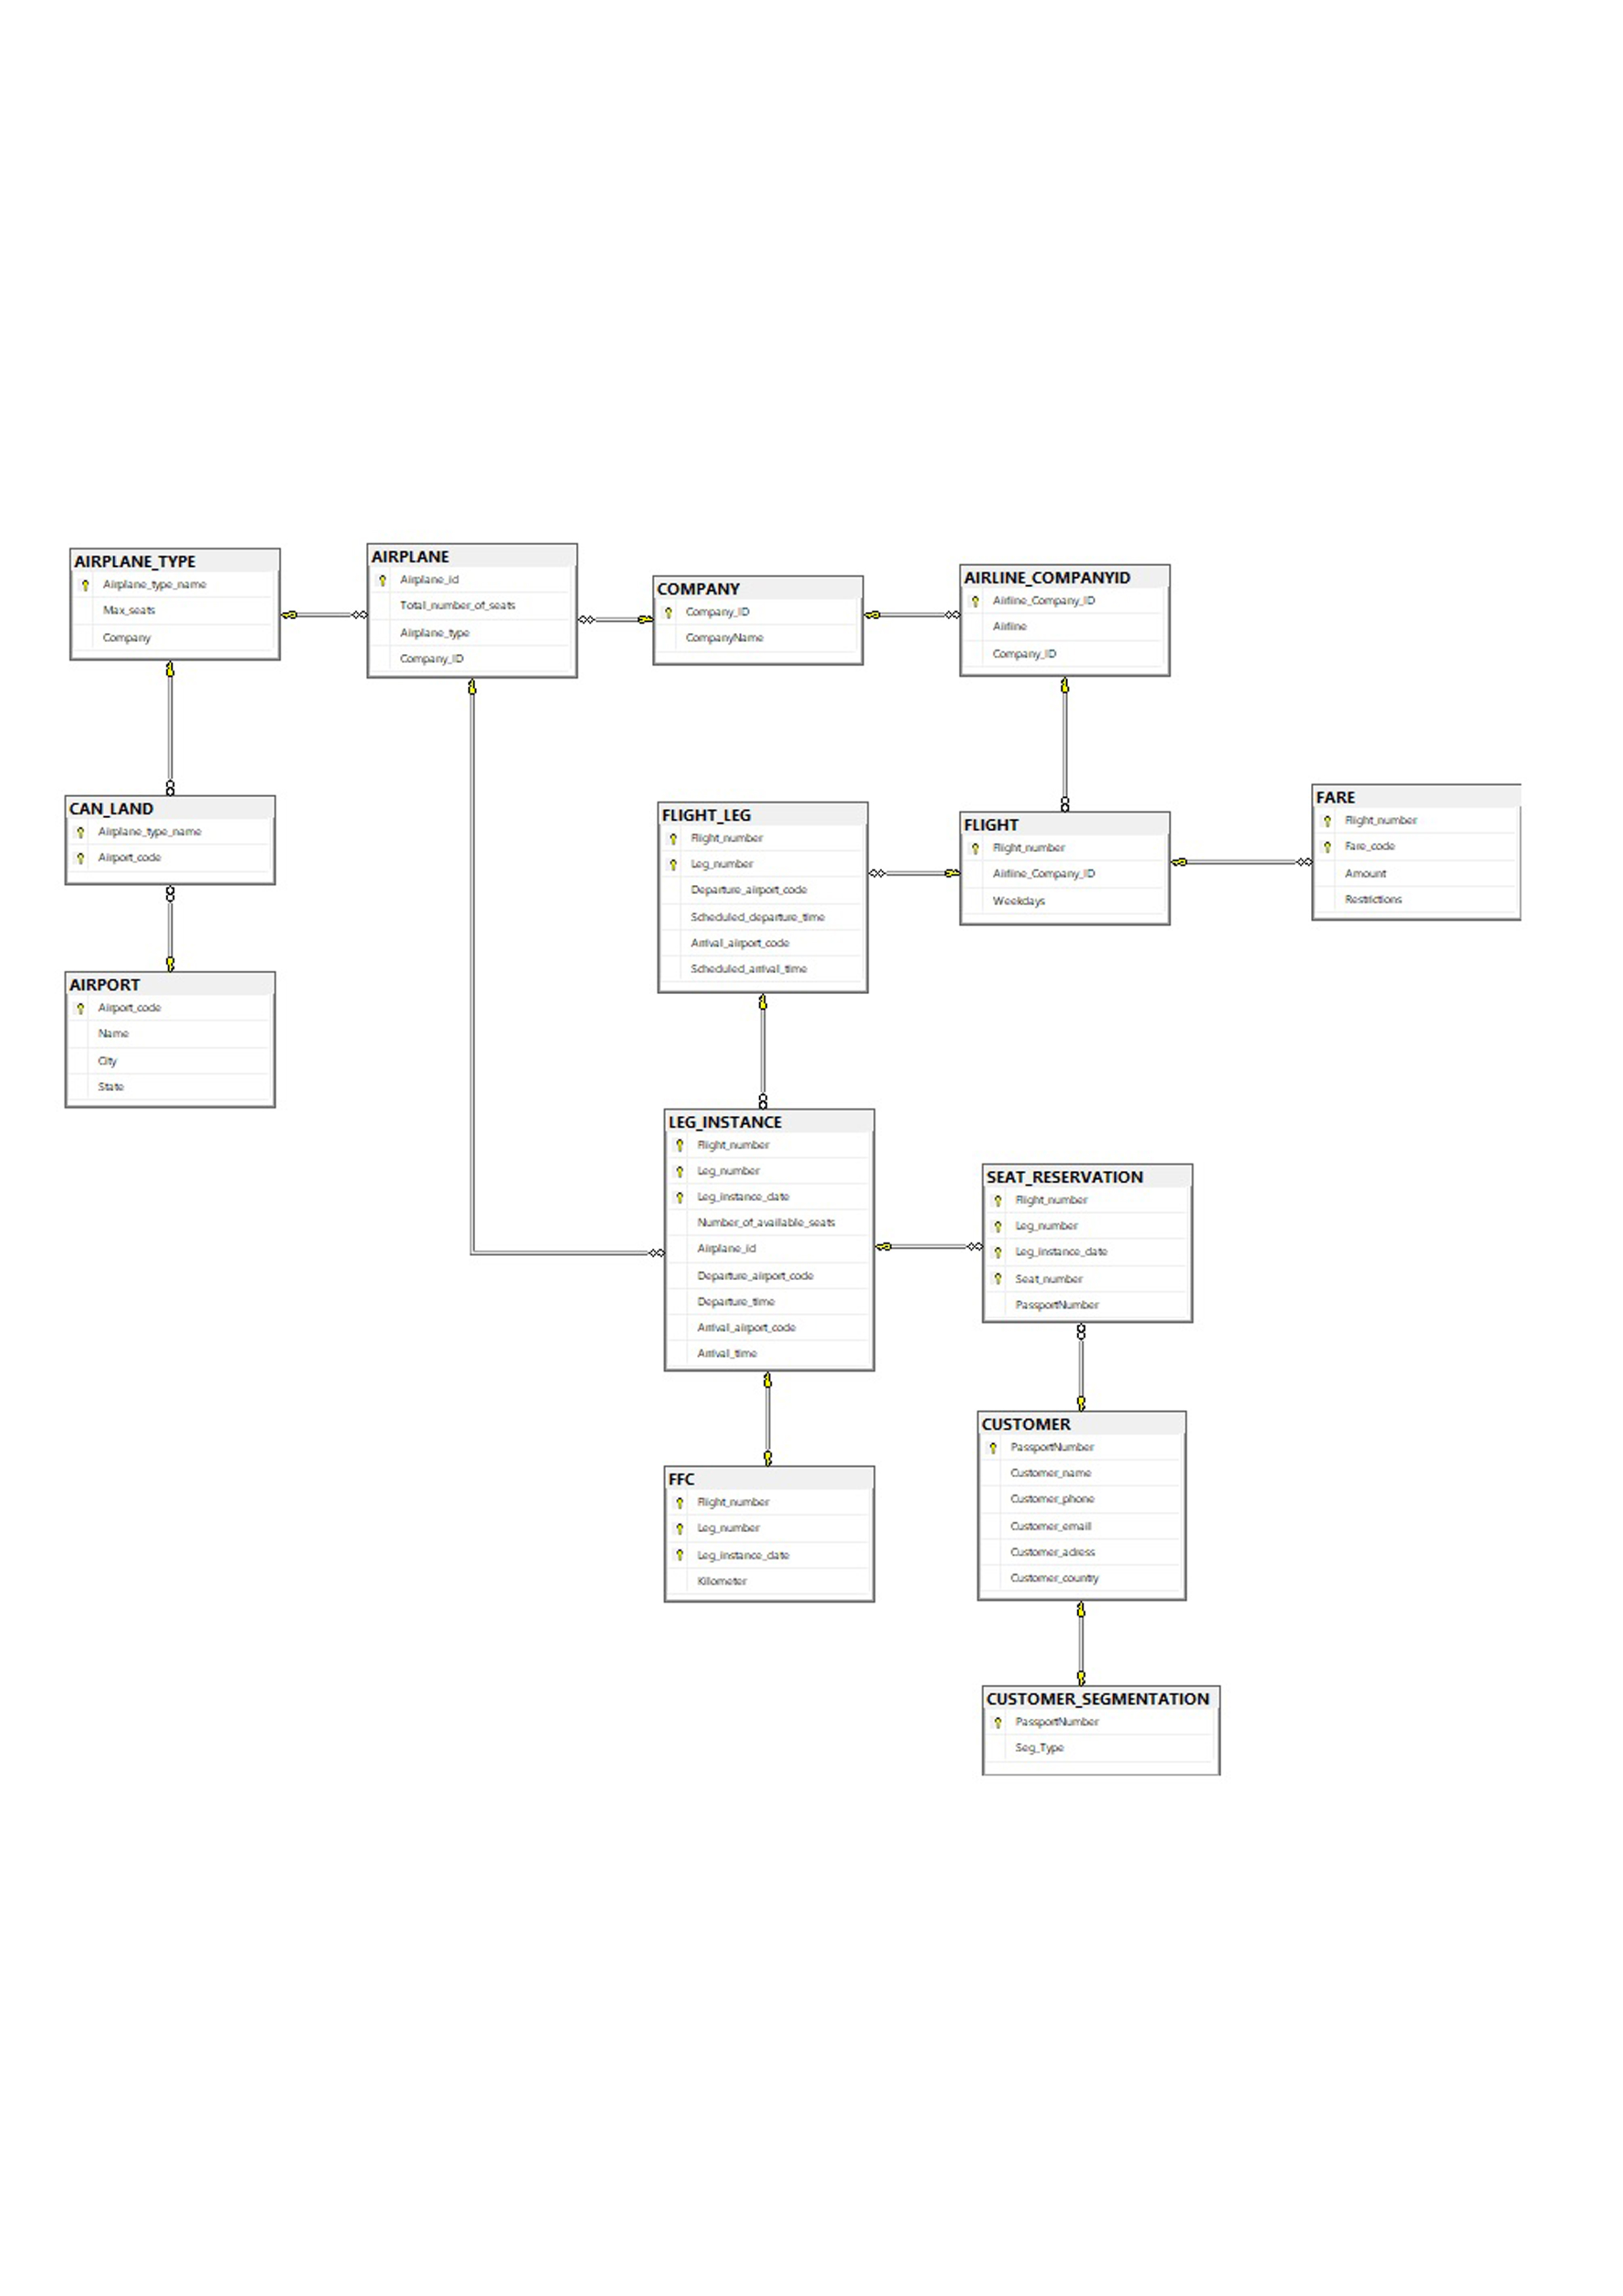 AIRPLANE_TYPE
Airplane_type_name
Max_seats
Company
AIRPLANE
Airplane_id
Total_number_of_seats
Airplane_type
Company_ID
COMPANY
Company_ID
CompanyName
AIRLINE_COMPANYID
Airline_Company_ID
Airline
Company_ID
CAN_LAND
Airplane_type_name
Airport_code
FLIGHT_LEG
Flight_number
Leg_number
Departure_airport_code
Scheduled_departure_time
Arrival_airport_code
Scheduled_arrival_time
FLIGHT
Flight_number
Airline_Company_ID
Weekdays
FARE
Flight_number
Fare_code
Amount
Restrictions
AIRPORT
Airport_code
Name
City
State
LEG_INSTANCE
Flight_number
Leg_number
Leg_instance_date
Number_of_available_seats
Airplane_id
Departure_airport_code
Departure_time
Arrival_airport_code
Arrival_time
SEAT_RESERVATION
Flight_number
Leg_number
Leg_instance_date
Seat_number
PassportNumber
FFC
Flight_number
Leg_number
Leg_instance_date
Killometer
CUSTOMER
PassportNumber
Customer_name
Customer_phone
Customer_email
Customer_adress
Customer_country
CUSTOMER_SEGMENTATION
PassportNumber
Seg_Type